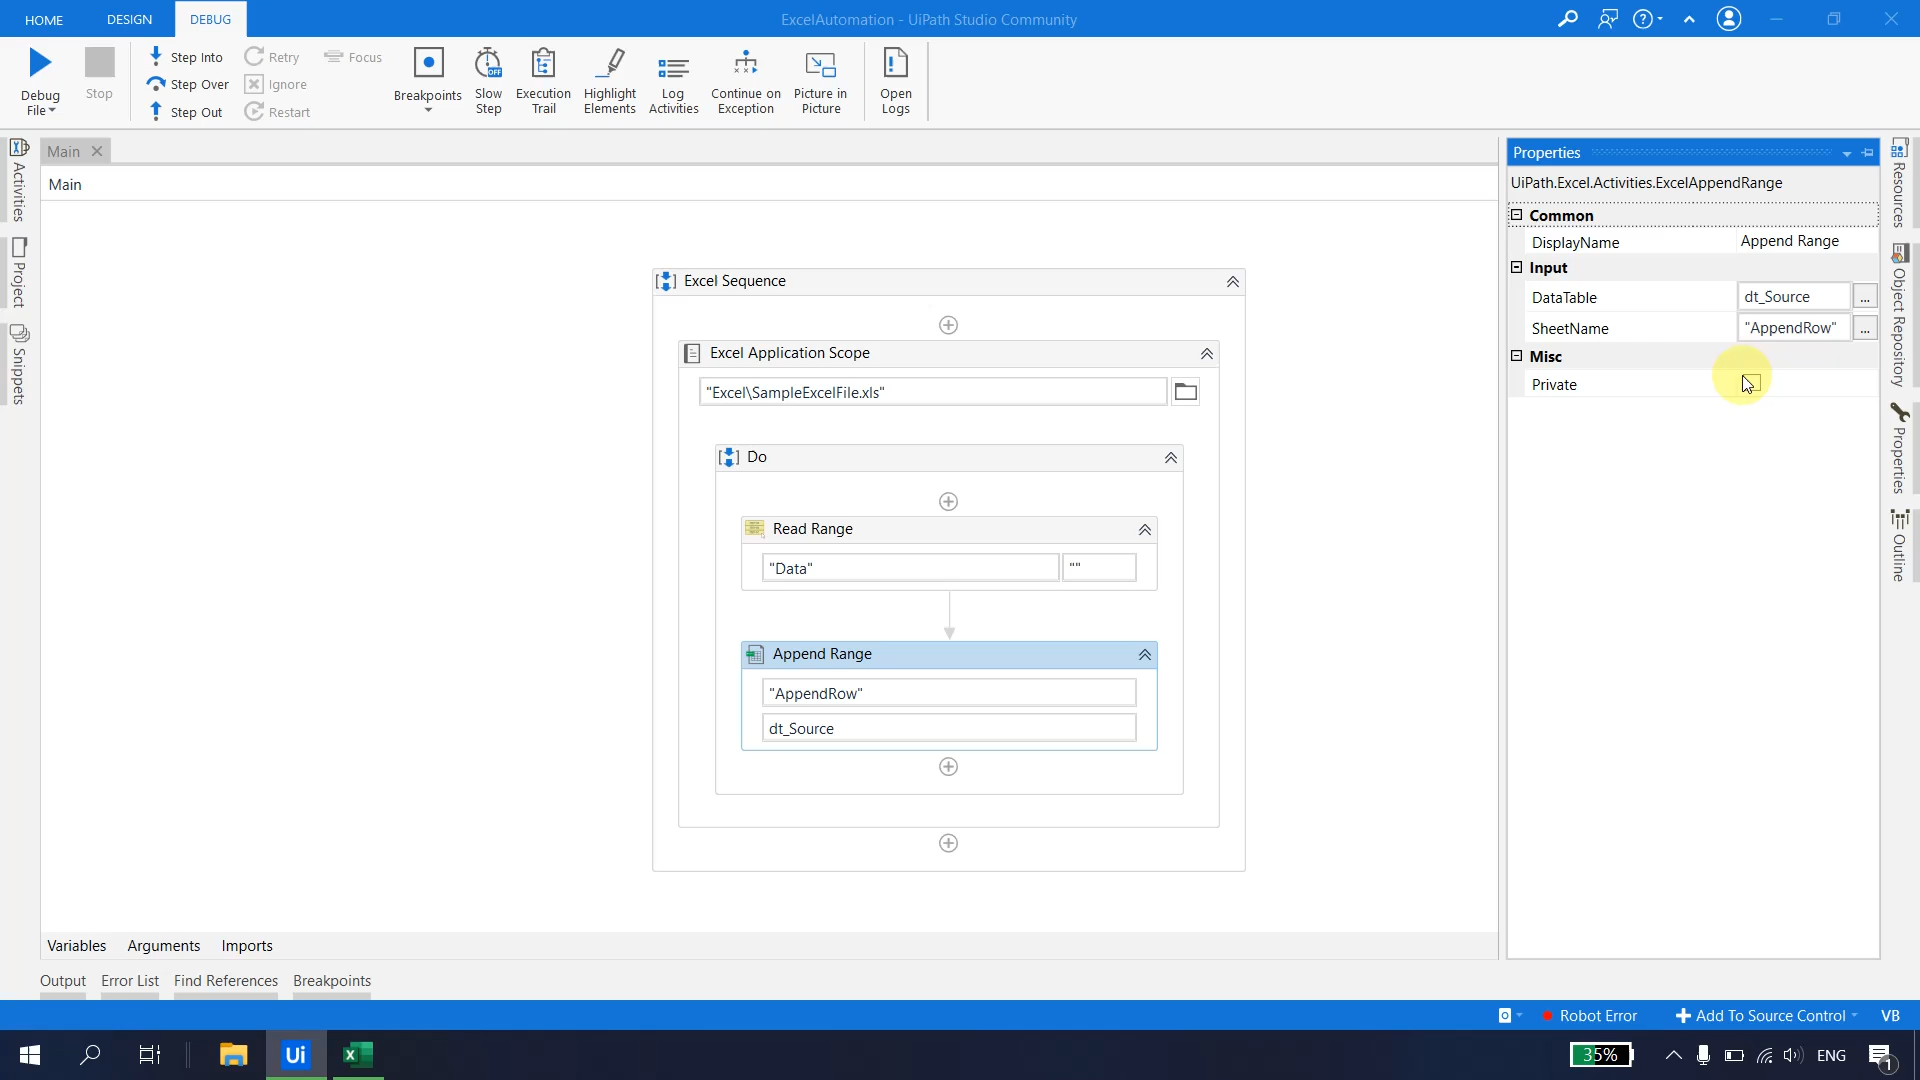 HOME DESIGN DEBUG ExcelAutomation - UiPath Studio Community
Debug File
Stop
Step Into
Step Over
Step Out
Retry
Ignore
Restart
Focus
Breakpoints
Slow Step
OFF
Execution Trail
Highlight Elements
Log Activities
Continue on Exception
Picture in Picture
Open Logs
Activities
Project
Snippets
Main
Main
Excel Sequence
Excel Application Scope
"Excel\SampleExcelFile.xls"
Do
Read Range
"Data" ""
Append Range
"AppendRow"
dt_Source
Properties
UiPath.Excel.Activities.ExcelAppendRange
Common
DisplayName Append Range
Input
DataTable dt_Source ...
SheetName "AppendRow" ...
Misc
Private
Resources
Object Repository
Properties
Outline
Variables Arguments Imports
Output Error List Find References Breakpoints
Robot Error Add To Source Control VB
Ui
35% ENG 1